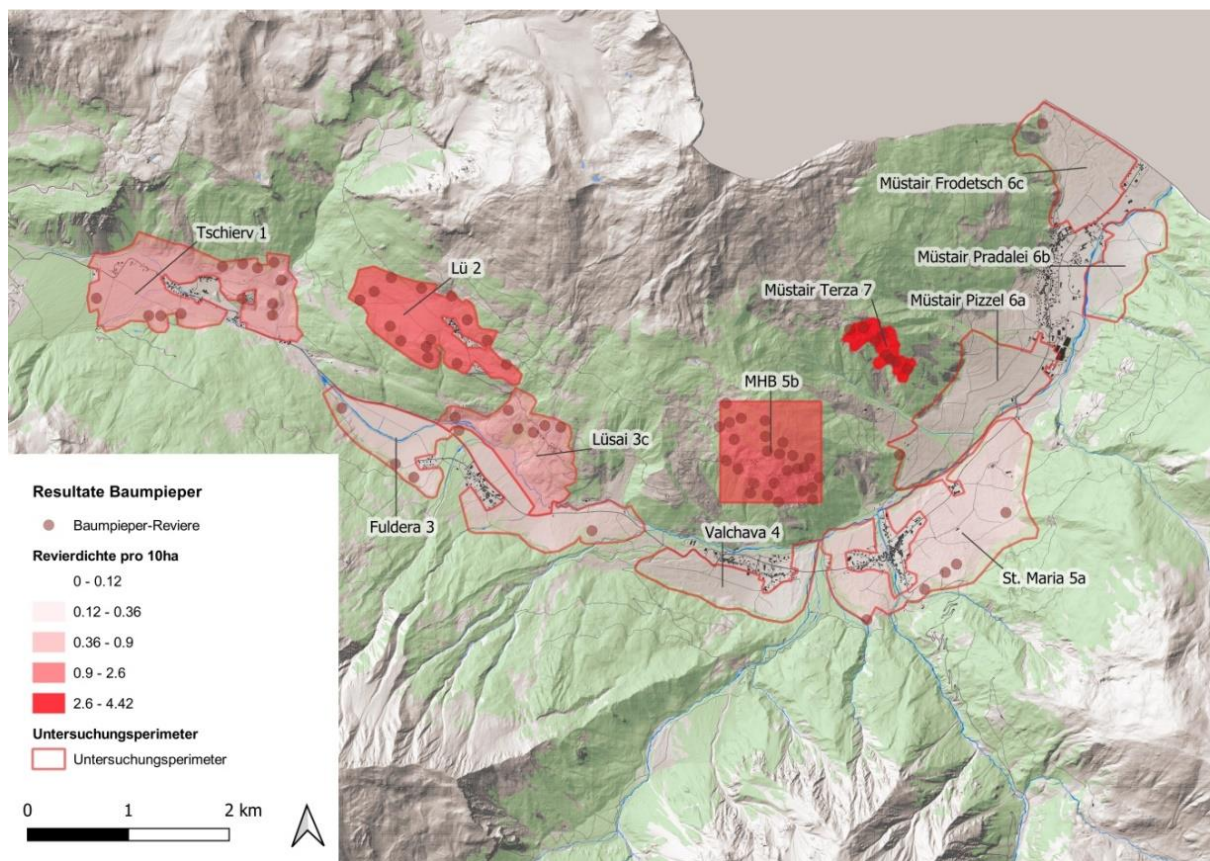 Müstair Frodetsch 6c
Tschierv 1
Müstair Pradalei 6b
Lü 2
Müstair Terza 7
Müstair Pizzel 6a
MHB 5b
Lüsai 3c
Fuldera 3
Valchava 4
St. Maria 5a
Resultate Baumpieper
Baumpieper-Reviere
Revierdichte pro 10ha
0 - 0.12
0.12 - 0.36
0.36 - 0.9
0.9 - 2.6
2.6 - 4.42
Untersuchungsperimeter
Untersuchungsperimeter
0 1 2 km